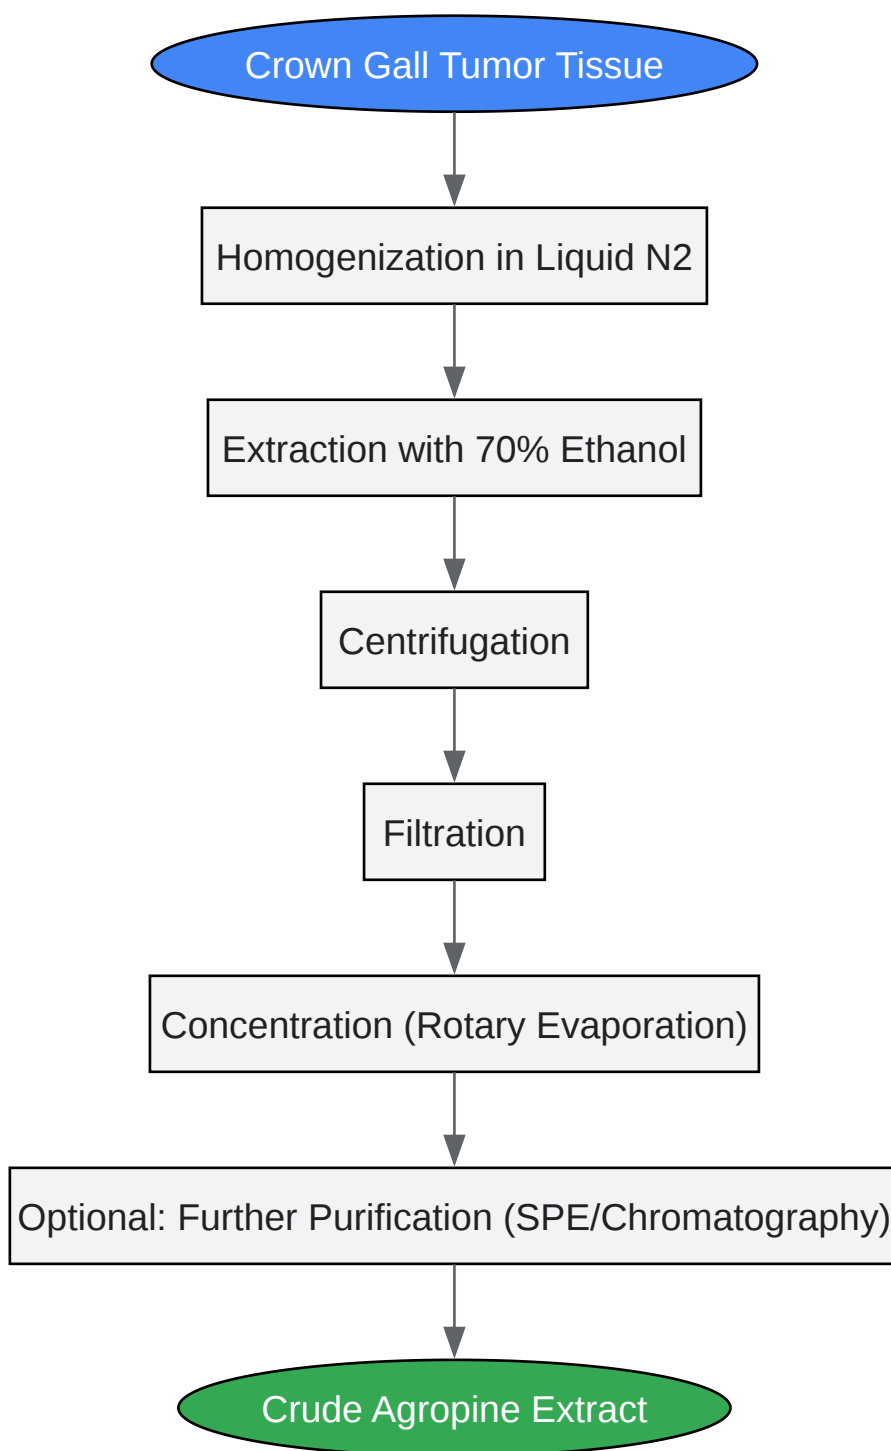 Crown Gall Tumor Tissue
Homogenization in Liquid N2
Extraction with 70% Ethanol
Centrifugation
Filtration
Concentration (Rotary Evaporation)
Optional: Further Purification (SPE/Chromatography)
Crude Agropine Extract